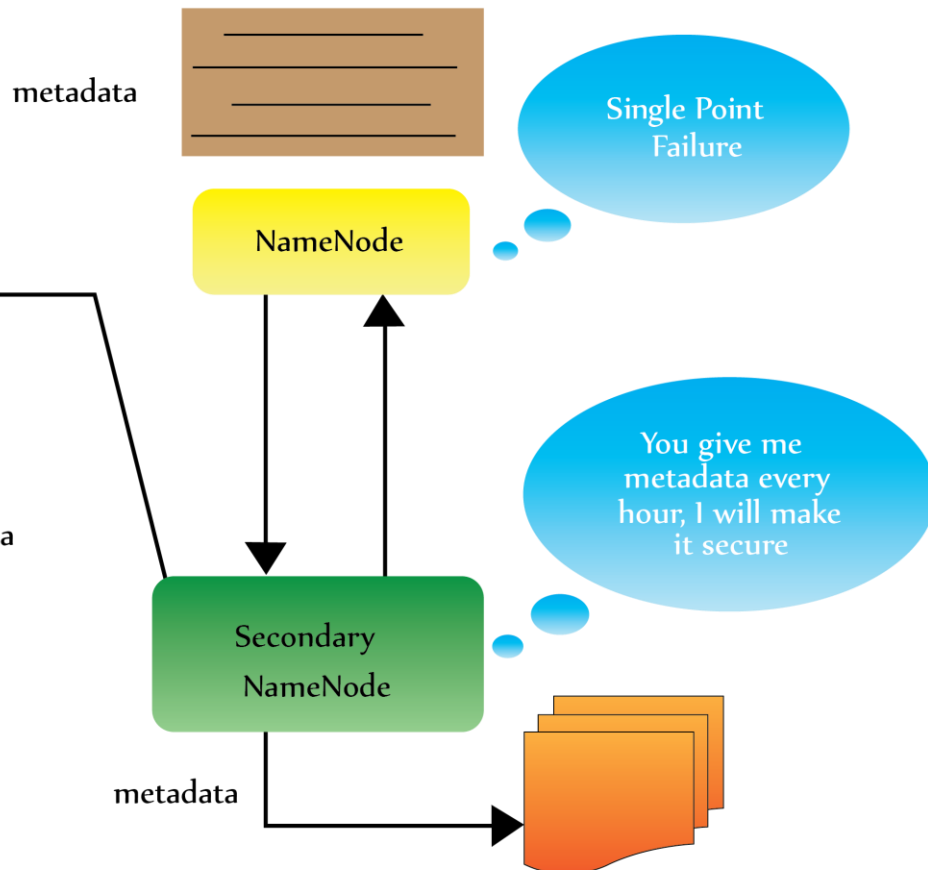 metadata
Single Point
Failure
NameNode
You give me
metadata every
hour, I will make
it secure
a
Secondary
NameNode
metadata